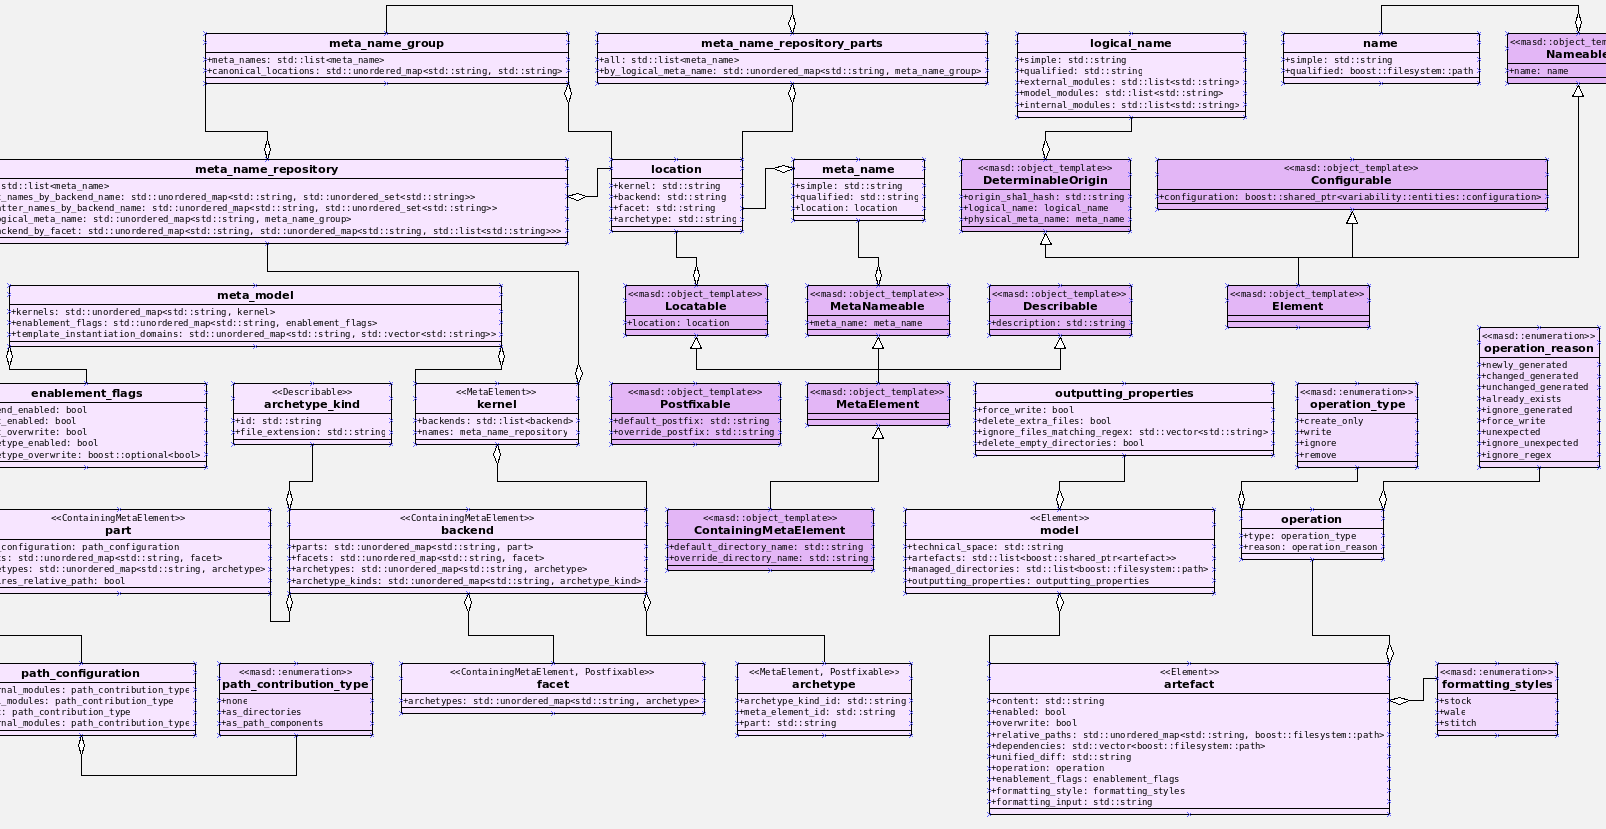 meta_name_group
+meta_names: std::list<meta_name>
+canonical_locations: std::unordered_map<std::string, std::string>
meta_name_repository_parts
+all: std::list<meta_name>
+by_logical_meta_name: std::unordered_map<std::string, meta_name_group>
logical_name
+simple: std::string
+qualified: std::string
+external_modules: std::list<std::string>
+model_modules: std::list<std::string>
+internal_modules: std::list<std::string>
name
+simple: std::string
+qualified: boost::filesystem::path
<<masd::object_tem
Nameable
+name: name
meta_name_repository
std::list<meta_name>
_names_by_backend_name: std::unordered_map<std::string, std::unordered_set<std::string>>
atter_names_by_backend_name: std::unordered_map<std::string, std::unordered_set<std::string>>
ogical_meta_name: std::unordered_map<std::string, meta_name_group>
ackend_by_facet: std::unordered_map<std::string, std::unordered_map<std::string, std::list<std::string>>>
location
+kernel: std::string
+backend: std::string
+facet: std::string
+archetype: std::string
meta_name
+simple: std::string
+qualified: std::string
+location: location
<<masd::object_template>>
DeterminableOrigin
+origin_sha1_hash: std::string
+logical_name: logical_name
+physical_meta_name: meta_name
<<masd::object_template>>
Configurable
+configuration: boost::shared_ptr<variability::entities::configuration>
meta_model
+kernels: std::unordered_map<std::string, kernel>
+enablement_flags: std::unordered_map<std::string, enablement_flags>
+template_instantiation_domains: std::unordered_map<std::string, std::vector<std::string>>
<<masd::object_template>>
Locatable
+location: location
<<masd::object_template>>
MetaNameable
+meta_name: meta_name
<<masd::object_template>>
Describable
+description: std::string
<<masd::object_template>>
Element
<<masd::enumeration>>
operation_reason
+newly_generated
+changed_generated
+unchanged_generated
+already_exists
+ignore_generated
+force_write
+unexpected
+ignore_unexpected
+ignore_regex
enablement_flags
end_enabled: bool
t_enabled: bool
_overwrite: bool
etype_enabled: bool
etype_overwrite: boost::optional<bool>
<<Describable>>
archetype_kind
+id: std::string
+file_extension: std::string
<<MetaElement>>
kernel
+backends: std::list<backend>
+names: meta_name_repository
<<masd::object_template>>
Postfixable
+default_postfix: std::string
+override_postfix: std::string
<<masd::object_template>>
MetaElement
outputting_properties
+force_write: bool
+delete_extra_files: bool
+ignore_files_matching_regex: std::vector<std::string>
+delete_empty_directories: bool
<<masd::enumeration>>
operation_type
+create_only
+write
+ignore
+remove
<<ContainingMetaElement>>
part
_configuration: path_configuration
ts: std::unordered_map<std::string, facet>
etypes: std::unordered_map<std::string, archetype>
ires_relative_path: bool
<<ContainingMetaElement>>
backend
+parts: std::unordered_map<std::string, part>
+facets: std::unordered_map<std::string, facet>
+archetypes: std::unordered_map<std::string, archetype>
+archetype_kinds: std::unordered_map<std::string, archetype_kind>
<<masd::object_template>>
ContainingMetaElement
+default_directory_name: std::string
+override_directory_name: std::string
<<Element>>
model
+technical_space: std::string
+artefacts: std::list<boost::shared_ptr<artefact>>
+managed_directories: std::list<boost::filesystem::path>
+outputting_properties: outputting_properties
operation
+type: operation_type
+reason: operation_reason
path_configuration
nal_modules: path_contribution_type
_modules: path_contribution_type
t: path_contribution_type
nal_modules: path_contribution_type
<<masd::enumeration>>
path_contribution_type
+none
+as_directories
+as_path_components
<<ContainingMetaElement, Postfixable>>
facet
+archetypes: std::unordered_map<std::string, archetype>
<<MetaElement, Postfixable>>
archetype
+archetype_kind_id: std::string
+meta_element_id: std::string
+part: std::string
<<Element>>
artefact
+content: std::string
+enabled: bool
+overwrite: bool
+relative_paths: std::unordered_map<std::string, boost::filesystem::path>
+dependencies: std::vector<boost::filesystem::path>
+unified_diff: std::string
+operation: operation
+enablement_flags: enablement_flags
+formatting_style: formatting_styles
+formatting_input: std::string
<<masd::enumeration>>
formatting_styles
+stock
+wale
+stitch